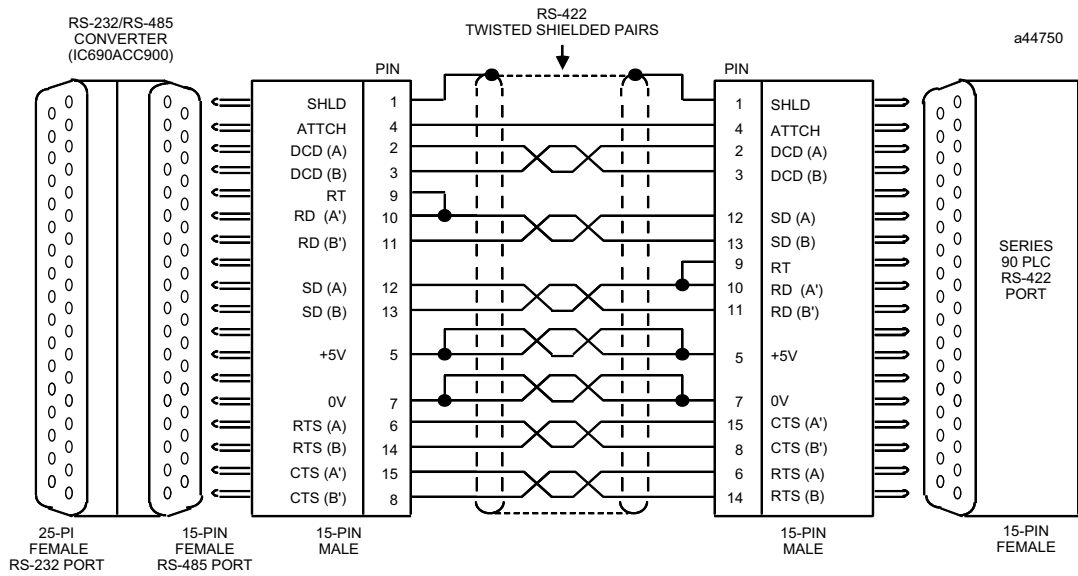 RS-232/RS-485
CONVERTER
(IC690ACC900)
RS-422
TWISTED SHIELDED PAIRS
a44750
PIN
SHLD 1
ATTCH 4
DCD (A) 2
DCD (B) 3
RT 9
RD (A') 10
RD (B') 11
SD (A) 12
SD (B) 13
+5V 5
0V 7
RTS (A) 6
RTS (B) 14
CTS (A') 15
CTS (B') 8
PIN
1 SHLD
4 ATTCH
2 DCD (A)
3 DCD (B)
12 SD (A)
13 SD (B)
9 RT
10 RD (A')
11 RD (B')
5 +5V
7 0V
15 CTS (A')
8 CTS (B')
6 RTS (A)
14 RTS (B)
SERIES
90 PLC
RS-422
PORT
25-PI
FEMALE
RS-232 PORT
15-PIN
FEMALE
RS-485 PORT
15-PIN
MALE
15-PIN
MALE
15-PIN
FEMALE